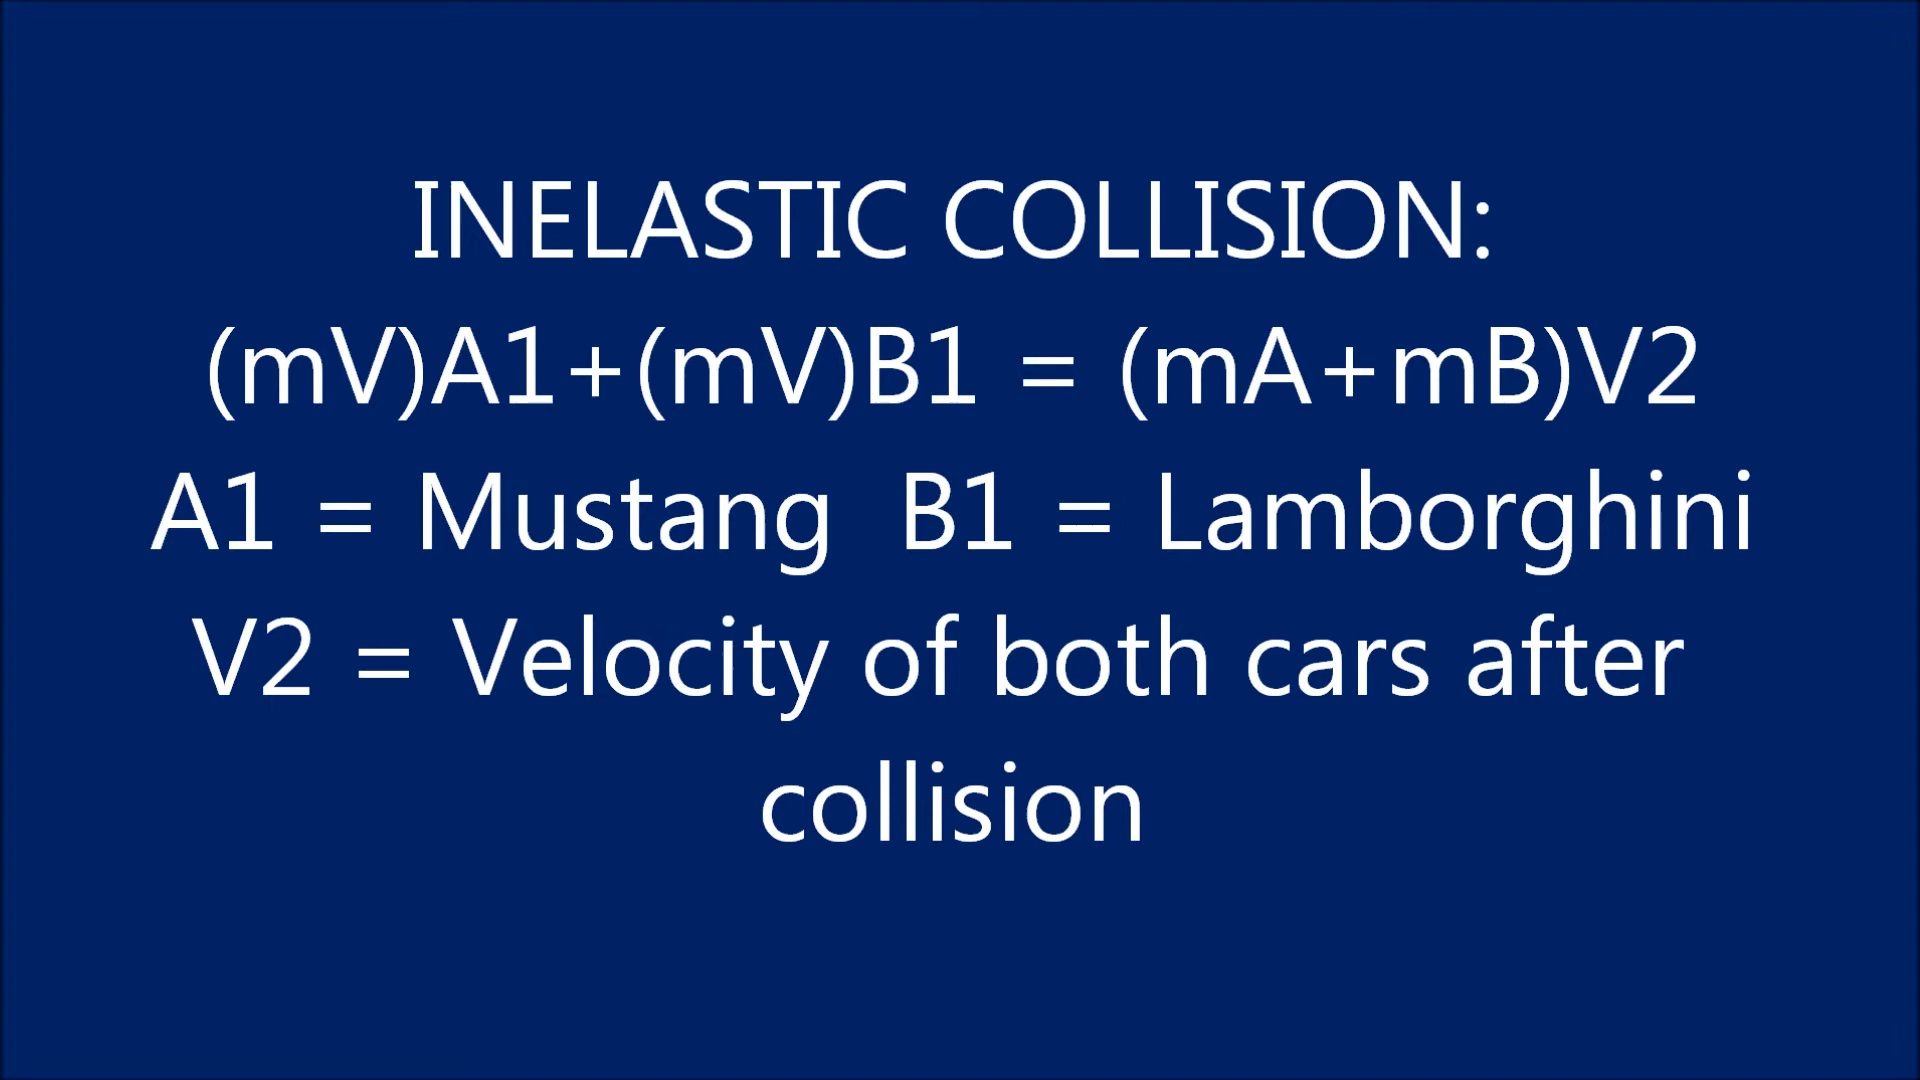 INELASTIC COLLISION:
(mV)A1+(mV)B1 = (mA+mB)V2
A1 = Mustang  B1 = Lamborghini
V2 = Velocity of both cars after
collision